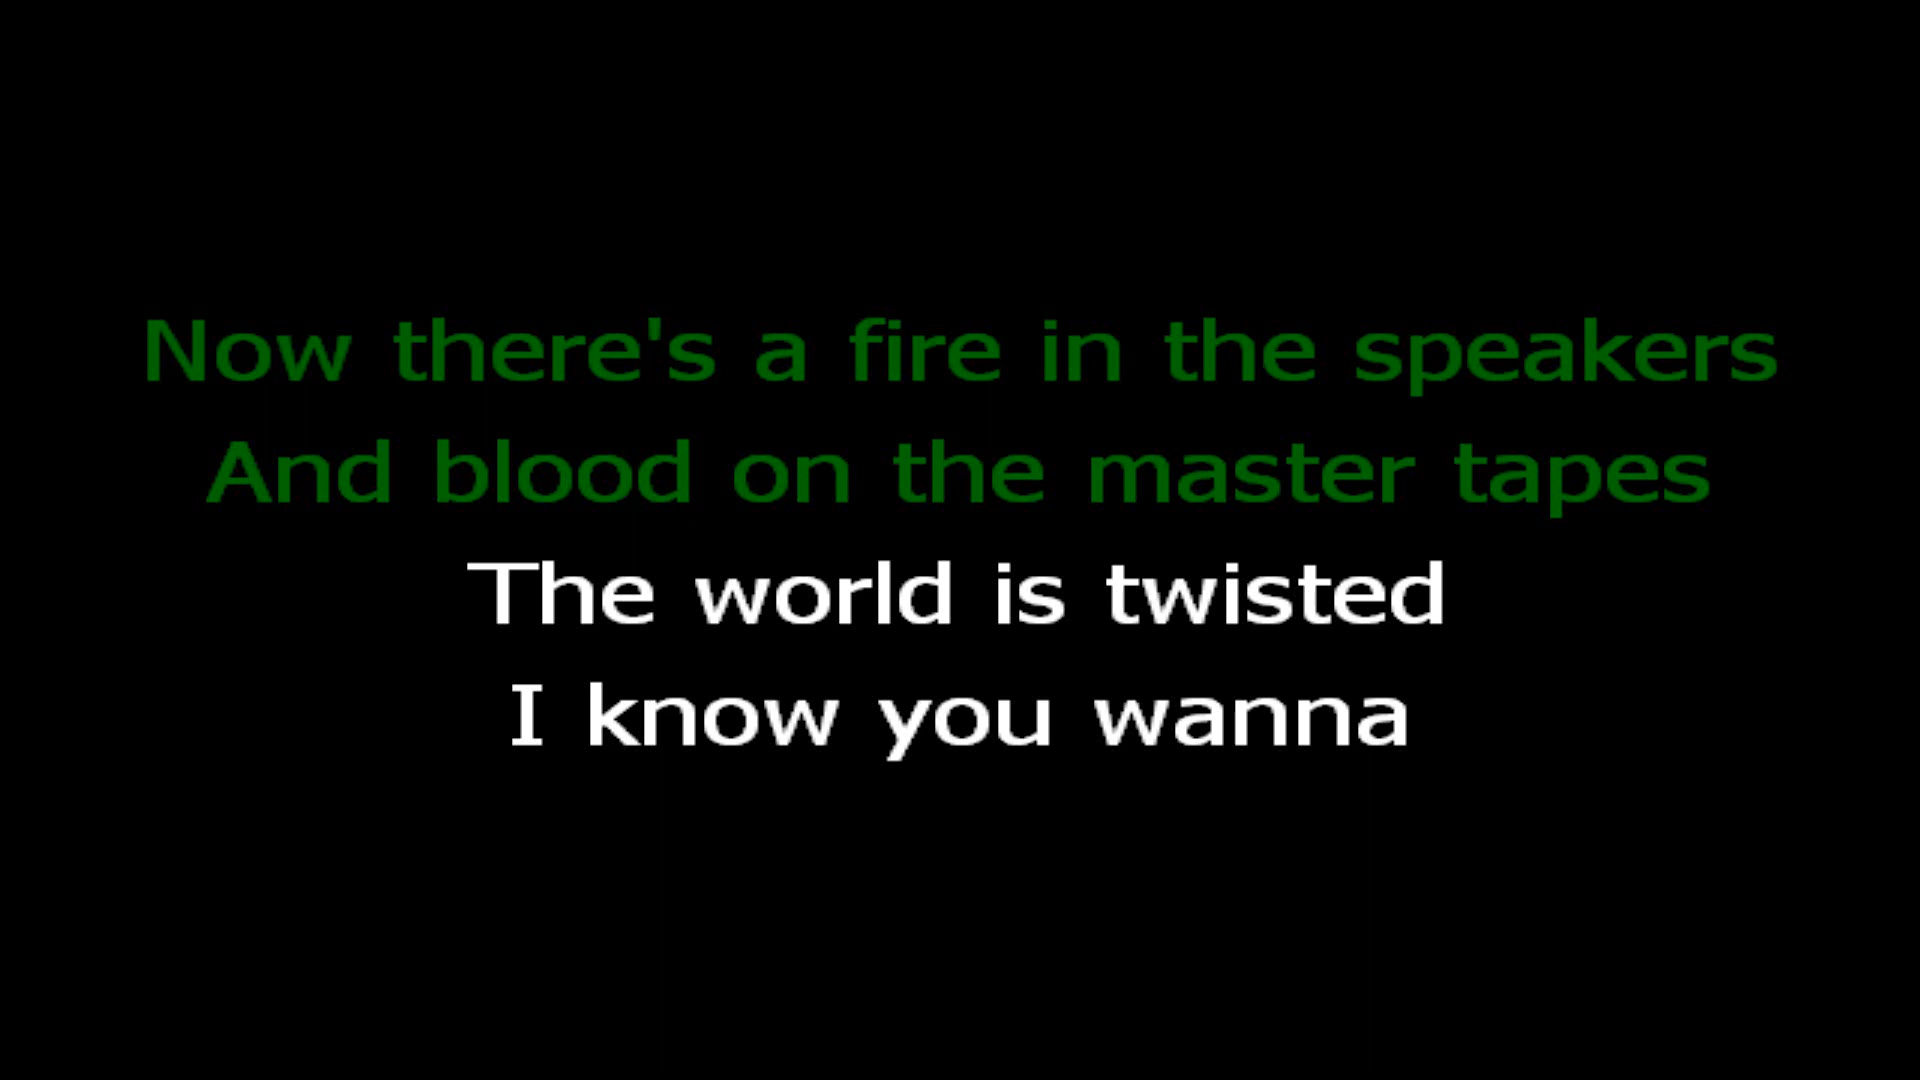 Now there's a fire in the speakers
And blood on the master tapes
The world is twisted
I know you wanna